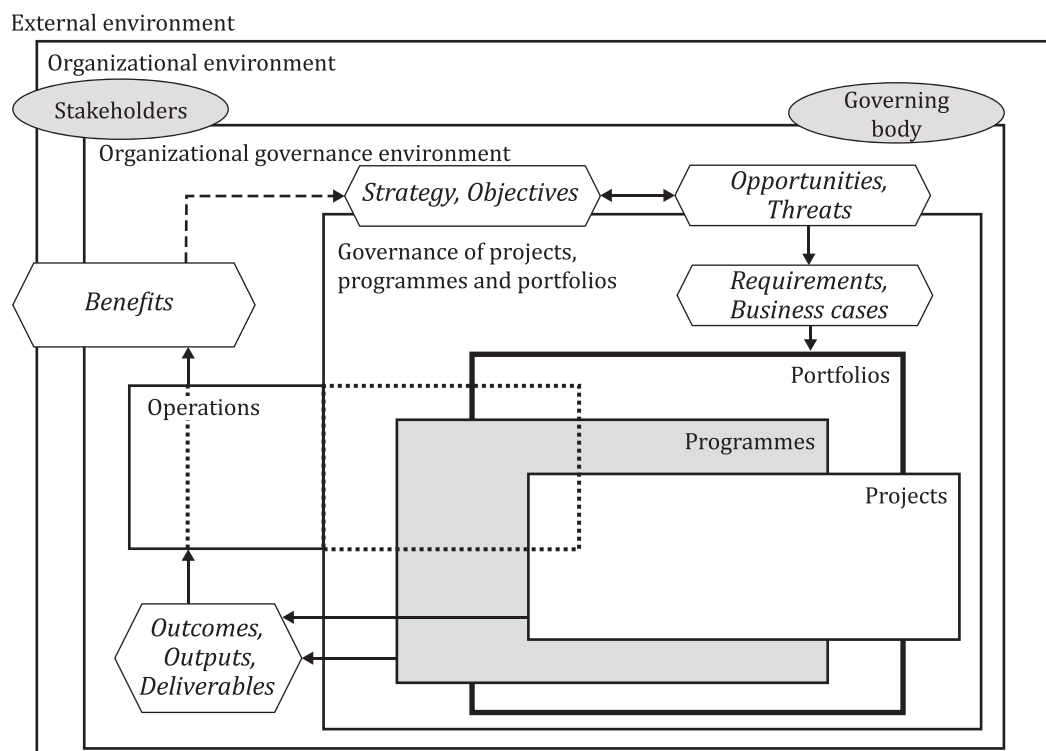 External environment
Organizational environment
Stakeholders
Governing
body
Organizational governance environment
Strategy, Objectives
Opportunities,
Threats
Governance of projects,
programmes and portfolios
Requirements,
Business cases
Benefits
Portfolios
Operations
Programmes
Projects
Outcomes,
Outputs,
Deliverables